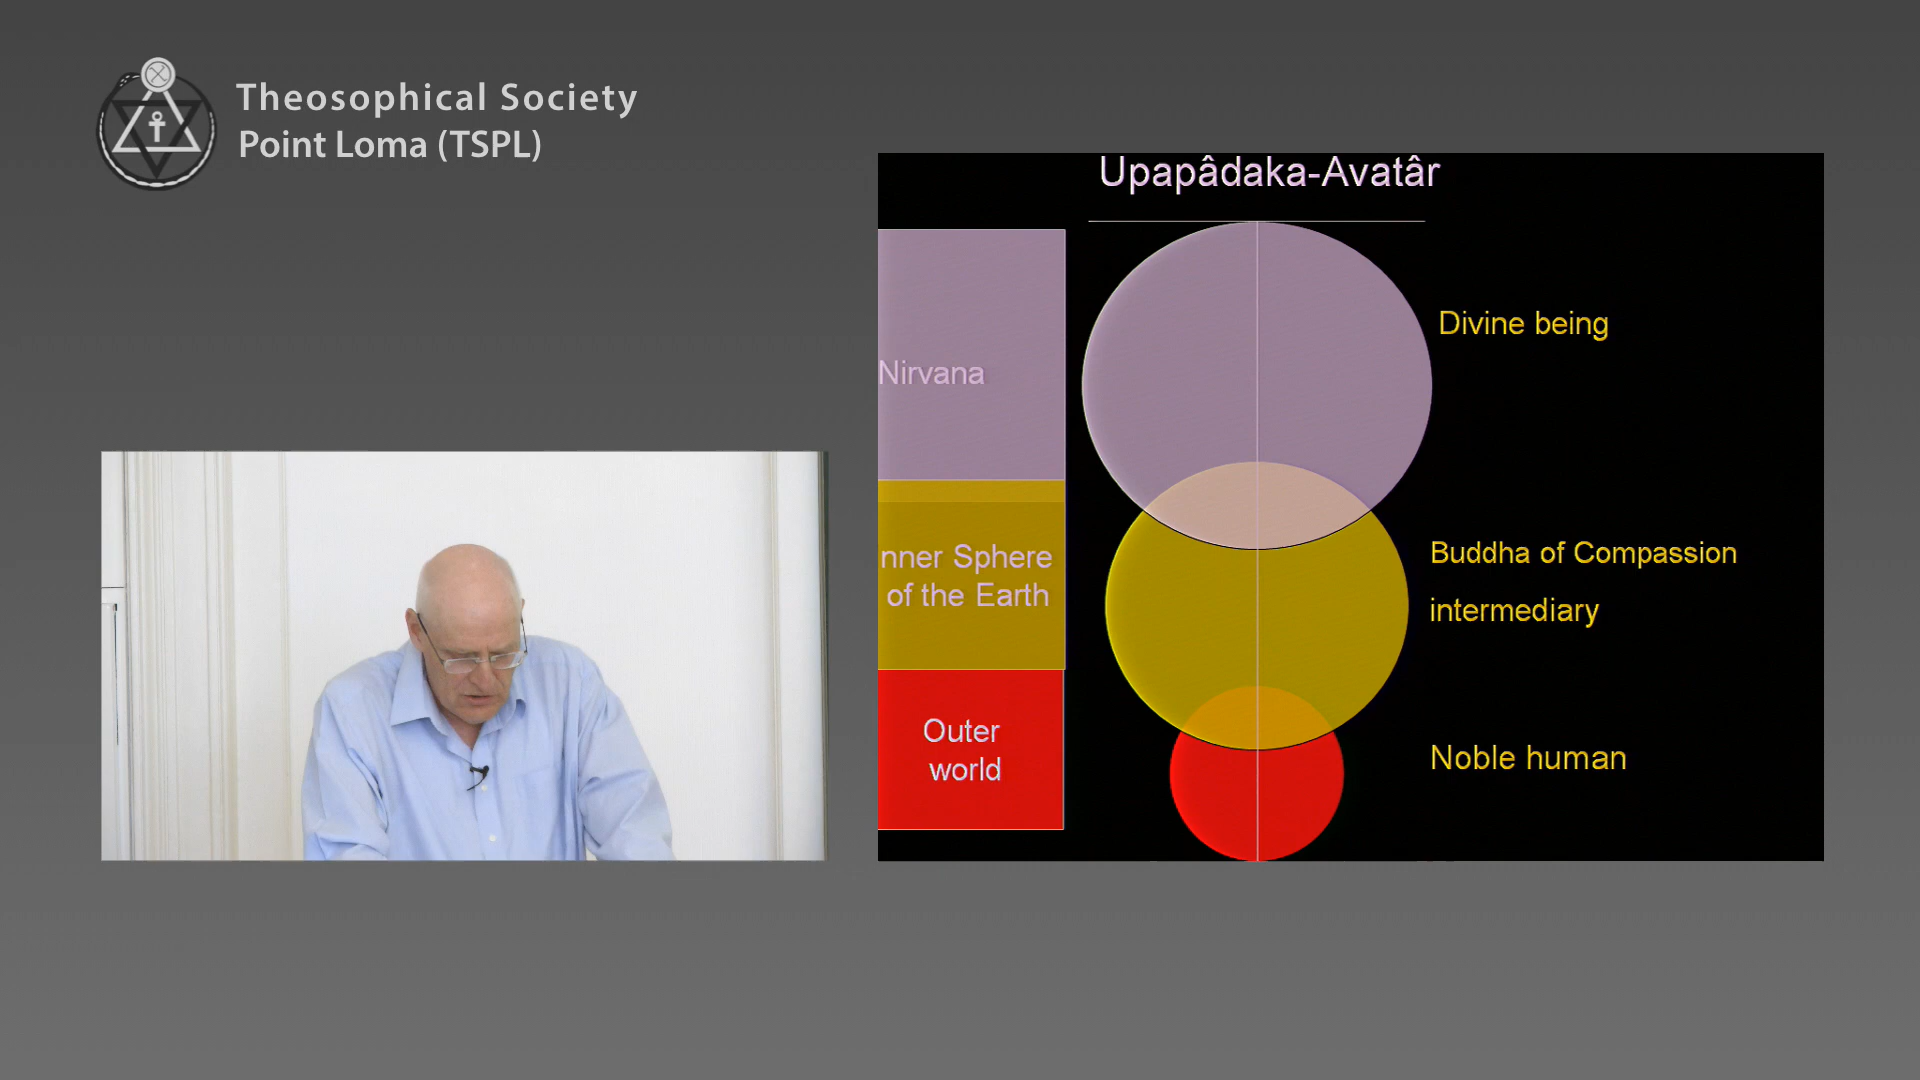 Theosophical Society
Point Loma (TSPL)
Upapâdaka-Avatâr
Divine being
Nirvana
nner Sphere
of the Earth
Buddha of Compassion
intermediary
Outer
world
Noble human